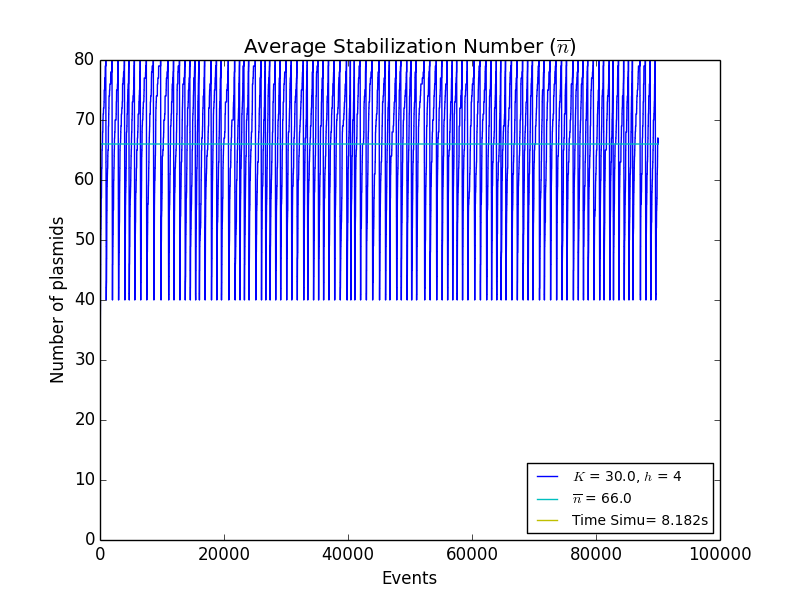 Average Stabilization Number (n̅)
80
70
60
50
40
30
20
10
0
Number of plasmids
0 20000 40000 60000 80000 100000
Events
K = 30.0, h = 4
n̅ = 66.0
Time Simu= 8.182s